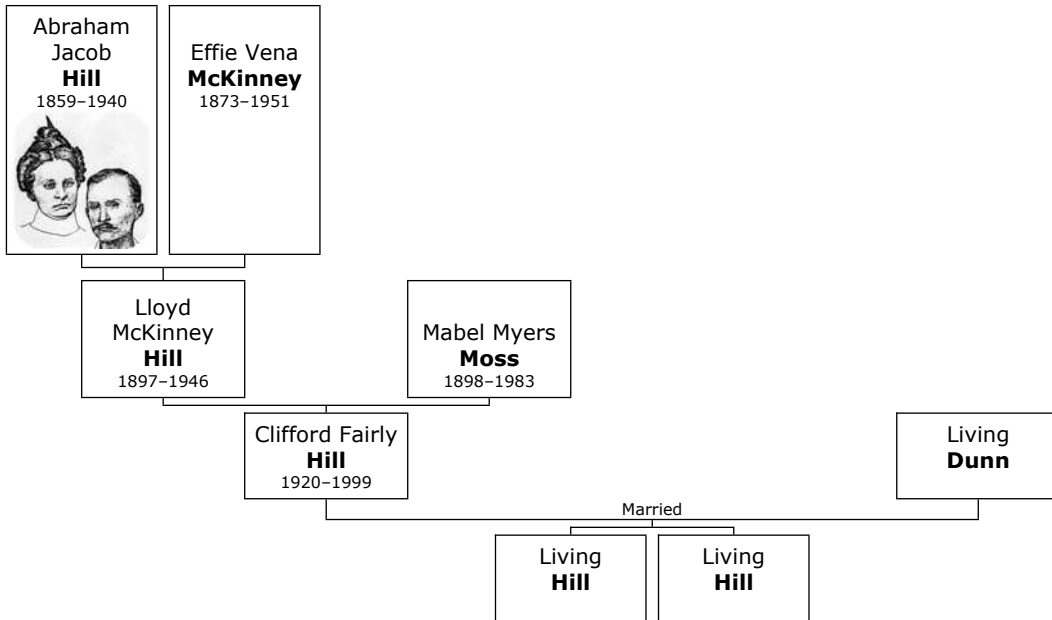 Abraham
Jacob
Hill
1859–1940
Effie Vena
McKinney
1873–1951
Lloyd
McKinney
Hill
1897–1946
Mabel Myers
Moss
1898–1983
Clifford Fairly
Hill
1920–1999
Living
Dunn
Married
Living
Hill
Living
Hill